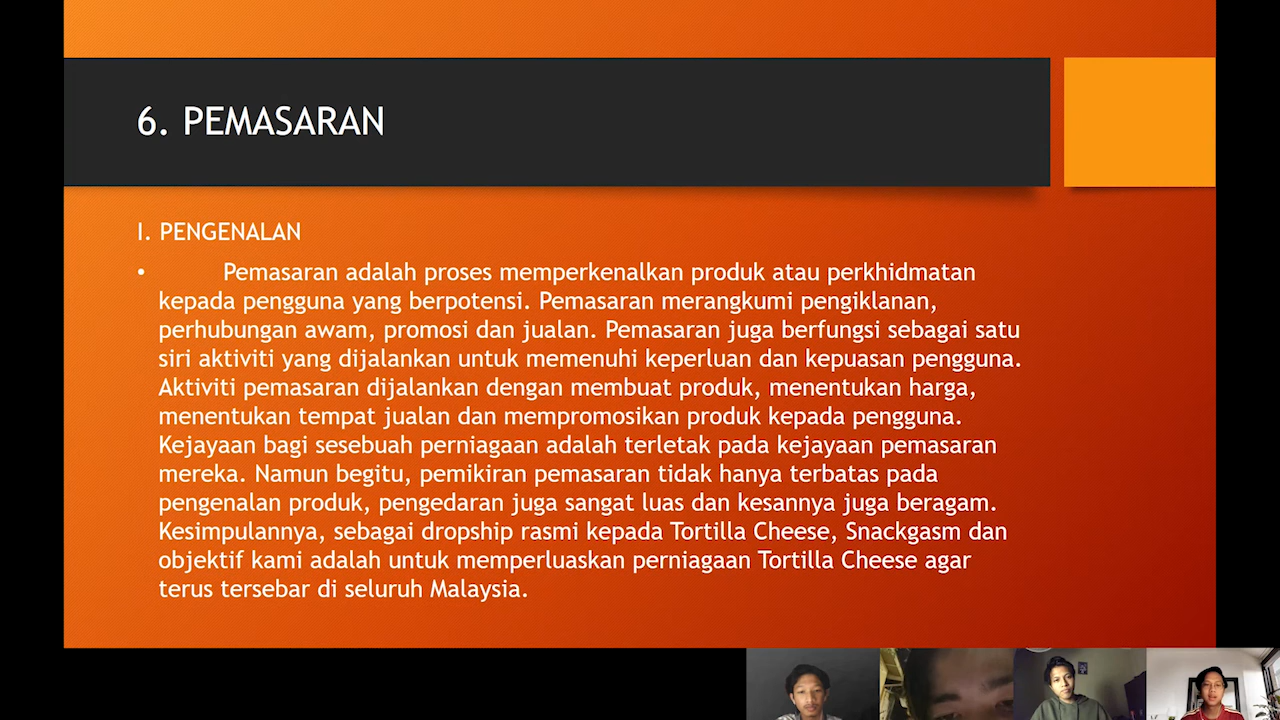 6. PEMASARAN
I. PENGENALAN
• Pemasaran adalah proses memperkenalkan produk atau perkhidmatan
kepada pengguna yang berpotensi. Pemasaran merangkumi pengiklanan,
perhubungan awam, promosi dan jualan. Pemasaran juga berfungsi sebagai satu
siri aktiviti yang dijalankan untuk memenuhi keperluan dan kepuasan pengguna.
Aktiviti pemasaran dijalankan dengan membuat produk, menentukan harga,
menentukan tempat jualan dan mempromosikan produk kepada pengguna.
Kejayaan bagi sesebuah perniagaan adalah terletak pada kejayaan pemasaran
mereka. Namun begitu, pemikiran pemasaran tidak hanya terbatas pada
pengenalan produk, pengedaran juga sangat luas dan kesannya juga beragam.
Kesimpulannya, sebagai dropship rasmi kepada Tortilla Cheese, Snackgasm dan
objektif kami adalah untuk memperluaskan perniagaan Tortilla Cheese agar
terus tersebar di seluruh Malaysia.